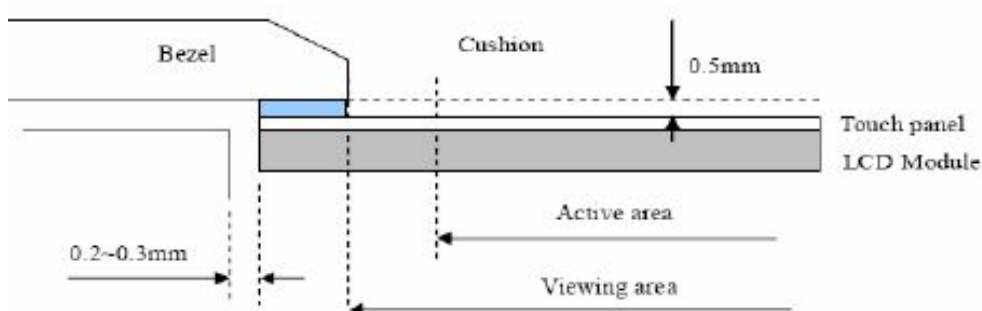 Cushion
Bezel
0.5mm
Touch panel
LCD Module
Active area
0.2~0.3mm
Viewing area